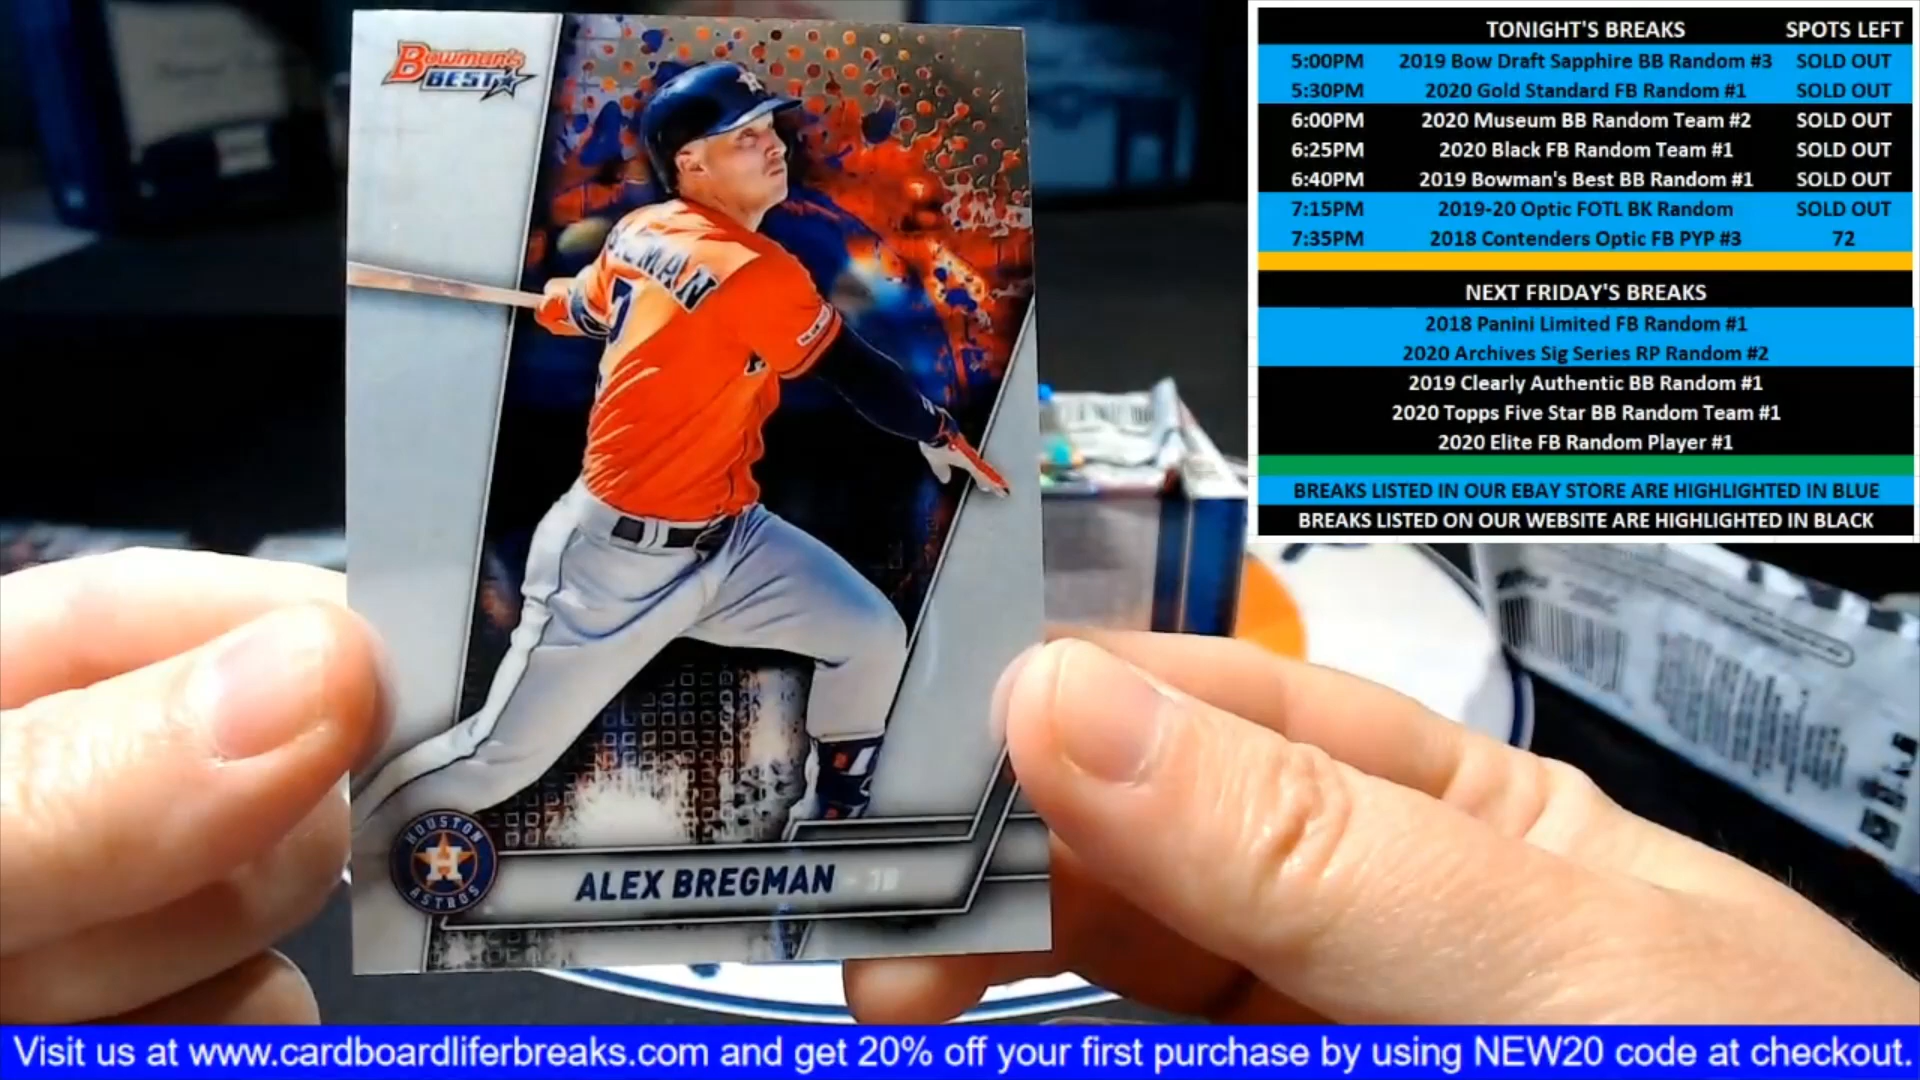 Bowman's
BEST
7
ALEX BREGMAN - 3B
HOUSTON
H
ASTROS
TONIGHT'S BREAKS SPOTS LEFT
5:00PM 2019 Bow Draft Sapphire BB Random #3 SOLD OUT
5:30PM 2020 Gold Standard FB Random #1 SOLD OUT
6:00PM 2020 Museum BB Random Team #2 SOLD OUT
6:25PM 2020 Black FB Random Team #1 SOLD OUT
6:40PM 2019 Bowman's Best BB Random #1 SOLD OUT
7:15PM 2019-20 Optic FOTL BK Random SOLD OUT
7:35PM 2018 Contenders Optic FB PYP #3 72
NEXT FRIDAY'S BREAKS
2018 Panini Limited FB Random #1
2020 Archives Sig Series RP Random #2
2019 Clearly Authentic BB Random #1
2020 Topps Five Star BB Random Team #1
2020 Elite FB Random Player #1
BREAKS LISTED IN OUR EBAY STORE ARE HIGHLIGHTED IN BLUE
BREAKS LISTED ON OUR WEBSITE ARE HIGHLIGHTED IN BLACK
Visit us at www.cardboardliferbreaks.com and get 20% off your first purchase by using NEW20 code at checkout.